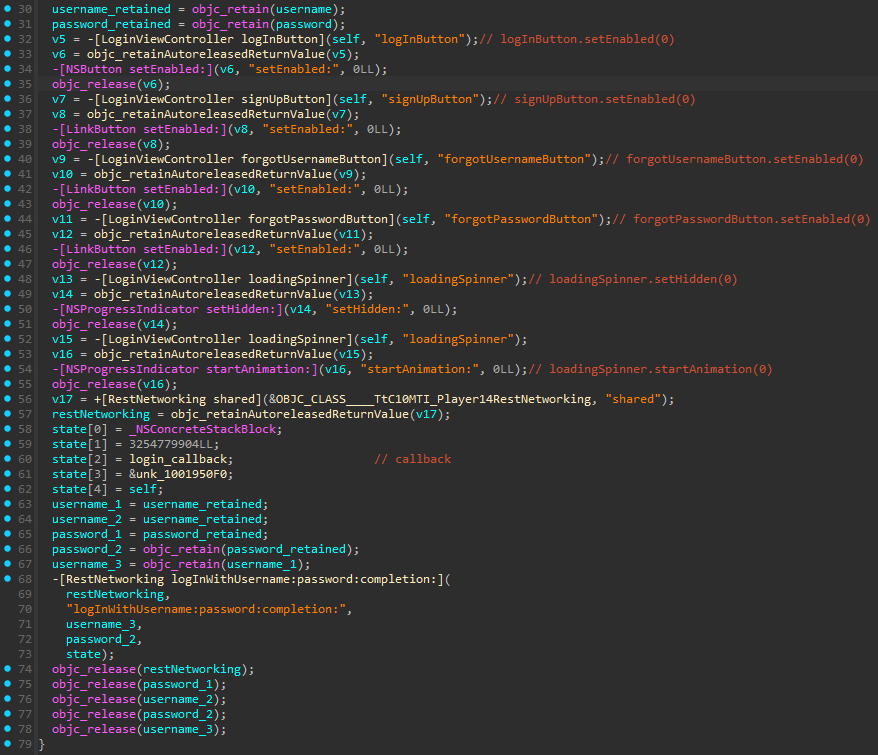 30 username_retained = objc_retain(username);
31 password_retained = objc_retain(password);
32 v5 = -[LoginViewController logInButton](self, "logInButton");// logInButton.setEnabled(0)
33 v6 = objc_retainAutoreleasedReturnValue(v5);
34 -[NSButton setEnabled:](v6, "setEnabled:", 0LL);
35 objc_release(v6);
36 v7 = -[LoginViewController signUpButton](self, "signUpButton");// signUpButton.setEnabled(0)
37 v8 = objc_retainAutoreleasedReturnValue(v7);
38 -[LinkButton setEnabled:](v8, "setEnabled:", 0LL);
39 objc_release(v8);
40 v9 = -[LoginViewController forgotUsernameButton](self, "forgotUsernameButton");// forgotUsernameButton.setEnabled(0)
41 v10 = objc_retainAutoreleasedReturnValue(v9);
42 -[LinkButton setEnabled:](v10, "setEnabled:", 0LL);
43 objc_release(v10);
44 v11 = -[LoginViewController forgotPasswordButton](self, "forgotPasswordButton");// forgotPasswordButton.setEnabled(0)
45 v12 = objc_retainAutoreleasedReturnValue(v11);
46 -[LinkButton setEnabled:](v12, "setEnabled:", 0LL);
47 objc_release(v12);
48 v13 = -[LoginViewController loadingSpinner](self, "loadingSpinner");// loadingSpinner.setHidden(0)
49 v14 = objc_retainAutoreleasedReturnValue(v13);
50 -[NSProgressIndicator setHidden:](v14, "setHidden:", 0LL);
51 objc_release(v14);
52 v15 = -[LoginViewController loadingSpinner](self, "loadingSpinner");
53 v16 = objc_retainAutoreleasedReturnValue(v15);
54 -[NSProgressIndicator startAnimation:](v16, "startAnimation:", 0LL);// loadingSpinner.startAnimation(0)
55 objc_release(v16);
56 v17 = +[RestNetworking shared](&OBJC_CLASS____TtC10MTI_Player14RestNetworking, "shared");
57 restNetworking = objc_retainAutoreleasedReturnValue(v17);
58 state[0] = _NSConcreteStackBlock;
59 state[1] = 3254779904LL;
60 state[2] = login_callback; // callback
61 state[3] = &unk_1001950F0;
62 state[4] = self;
63 username_1 = username_retained;
64 username_2 = username_retained;
65 password_1 = password_retained;
66 password_2 = objc_retain(password_retained);
67 username_3 = objc_retain(username_1);
68 -[RestNetworking logInWithUsername:password:completion:](
69 restNetworking,
70 "logInWithUsername:password:completion:",
71 username_3,
72 password_2,
73 state);
74 objc_release(restNetworking);
75 objc_release(password_1);
76 objc_release(username_2);
77 objc_release(password_2);
78 objc_release(username_3);
79 }